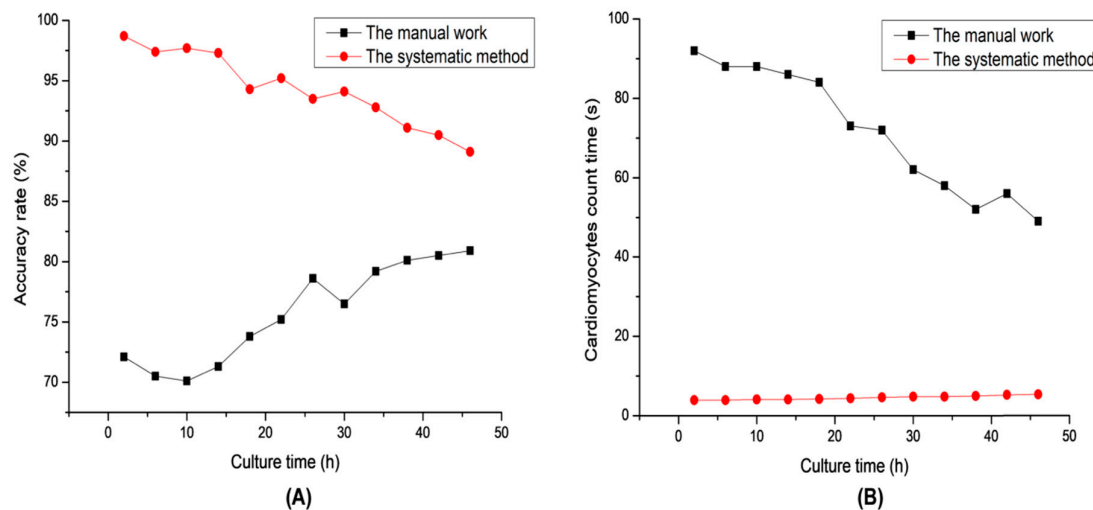 The manual work
The systematic method
100
95
90
85
80
75
70
Accuracy rate (%)
0
10
20
30
40
50
Culture time (h)
(A)
The manual work
The systematic method
100
80
60
40
20
0
Cardiomyocytes count time (s)
0
10
20
30
40
50
Culture time (h)
(B)